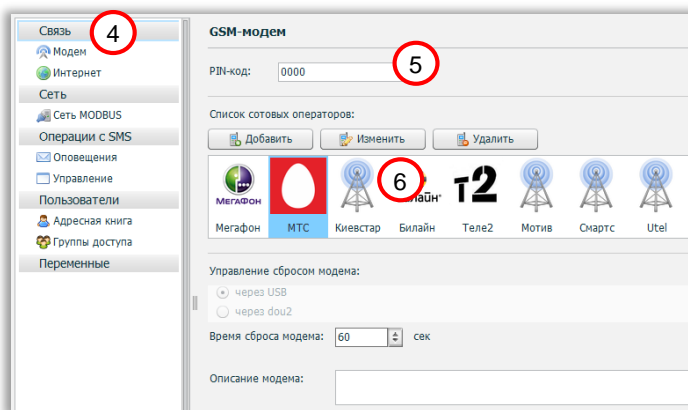 Связь
4
Модем
Интернет
Сеть
Сеть MODBUS
Операции с SMS
Оповещения
Управление
Пользователи
Адресная книга
Группы доступа
Переменные
GSM-модем
PIN-код: 0000
5
Список сотовых операторов:
Добавить Изменить Удалить
6
МЕГАФОН Т2
Мегафон МТС Киевстар Билайн Теле2 Мотив Смартс Utel
Управление сбросом модема:
через USB
через dou2
Время сброса модема: 60 сек
Описание модема: